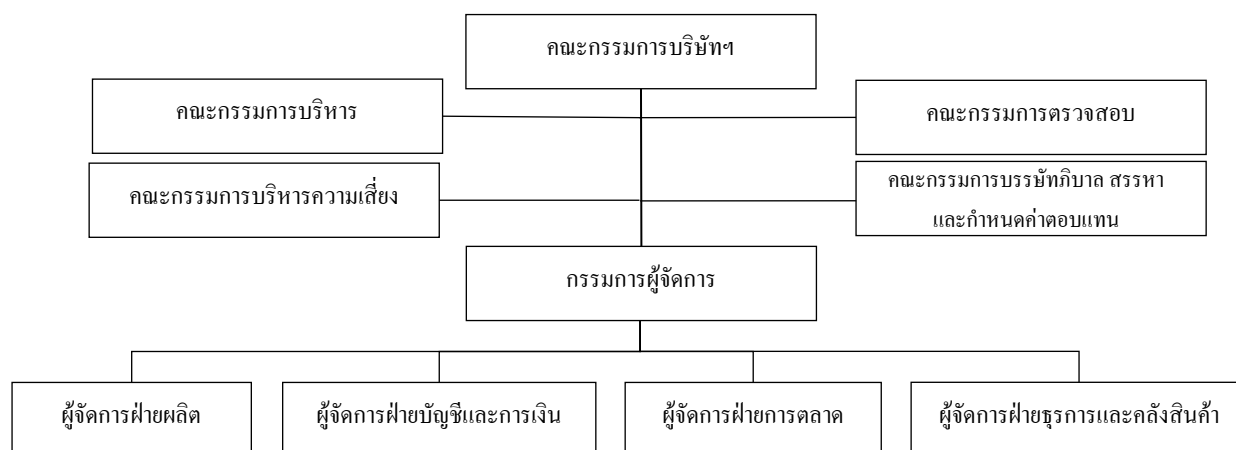 คณะกรรมการบริษัทฯ
คณะกรรมการบริหาร
คณะกรรมการตรวจสอบ
คณะกรรมการบริหารความเสี่ยง
คณะกรรมการบรรษัทภิบาล สรรหา
และกำหนดค่าตอบแทน
กรรมการผู้จัดการ
ผู้จัดการฝ่ายผลิต
ผู้จัดการฝ่ายบัญชีและการเงิน
ผู้จัดการฝ่ายการตลาด
ผู้จัดการฝ่ายธุรการและคลังสินค้า